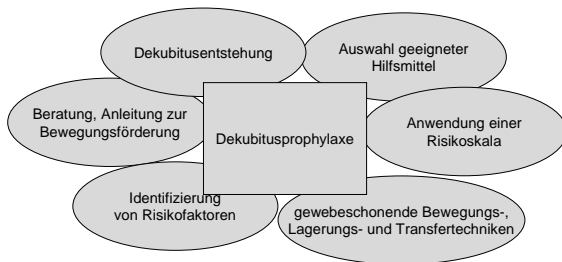 Dekubitusentstehung
Auswahl geeigneter
Hilfsmittel
Beratung, Anleitung zur
Bewegungsförderung
Dekubitusprophylaxe
Anwendung einer
Risikoskala
Identifizierung
von Risikofaktoren
gewebeschonende Bewegungs-,
Lagerungs- und Transfertechniken